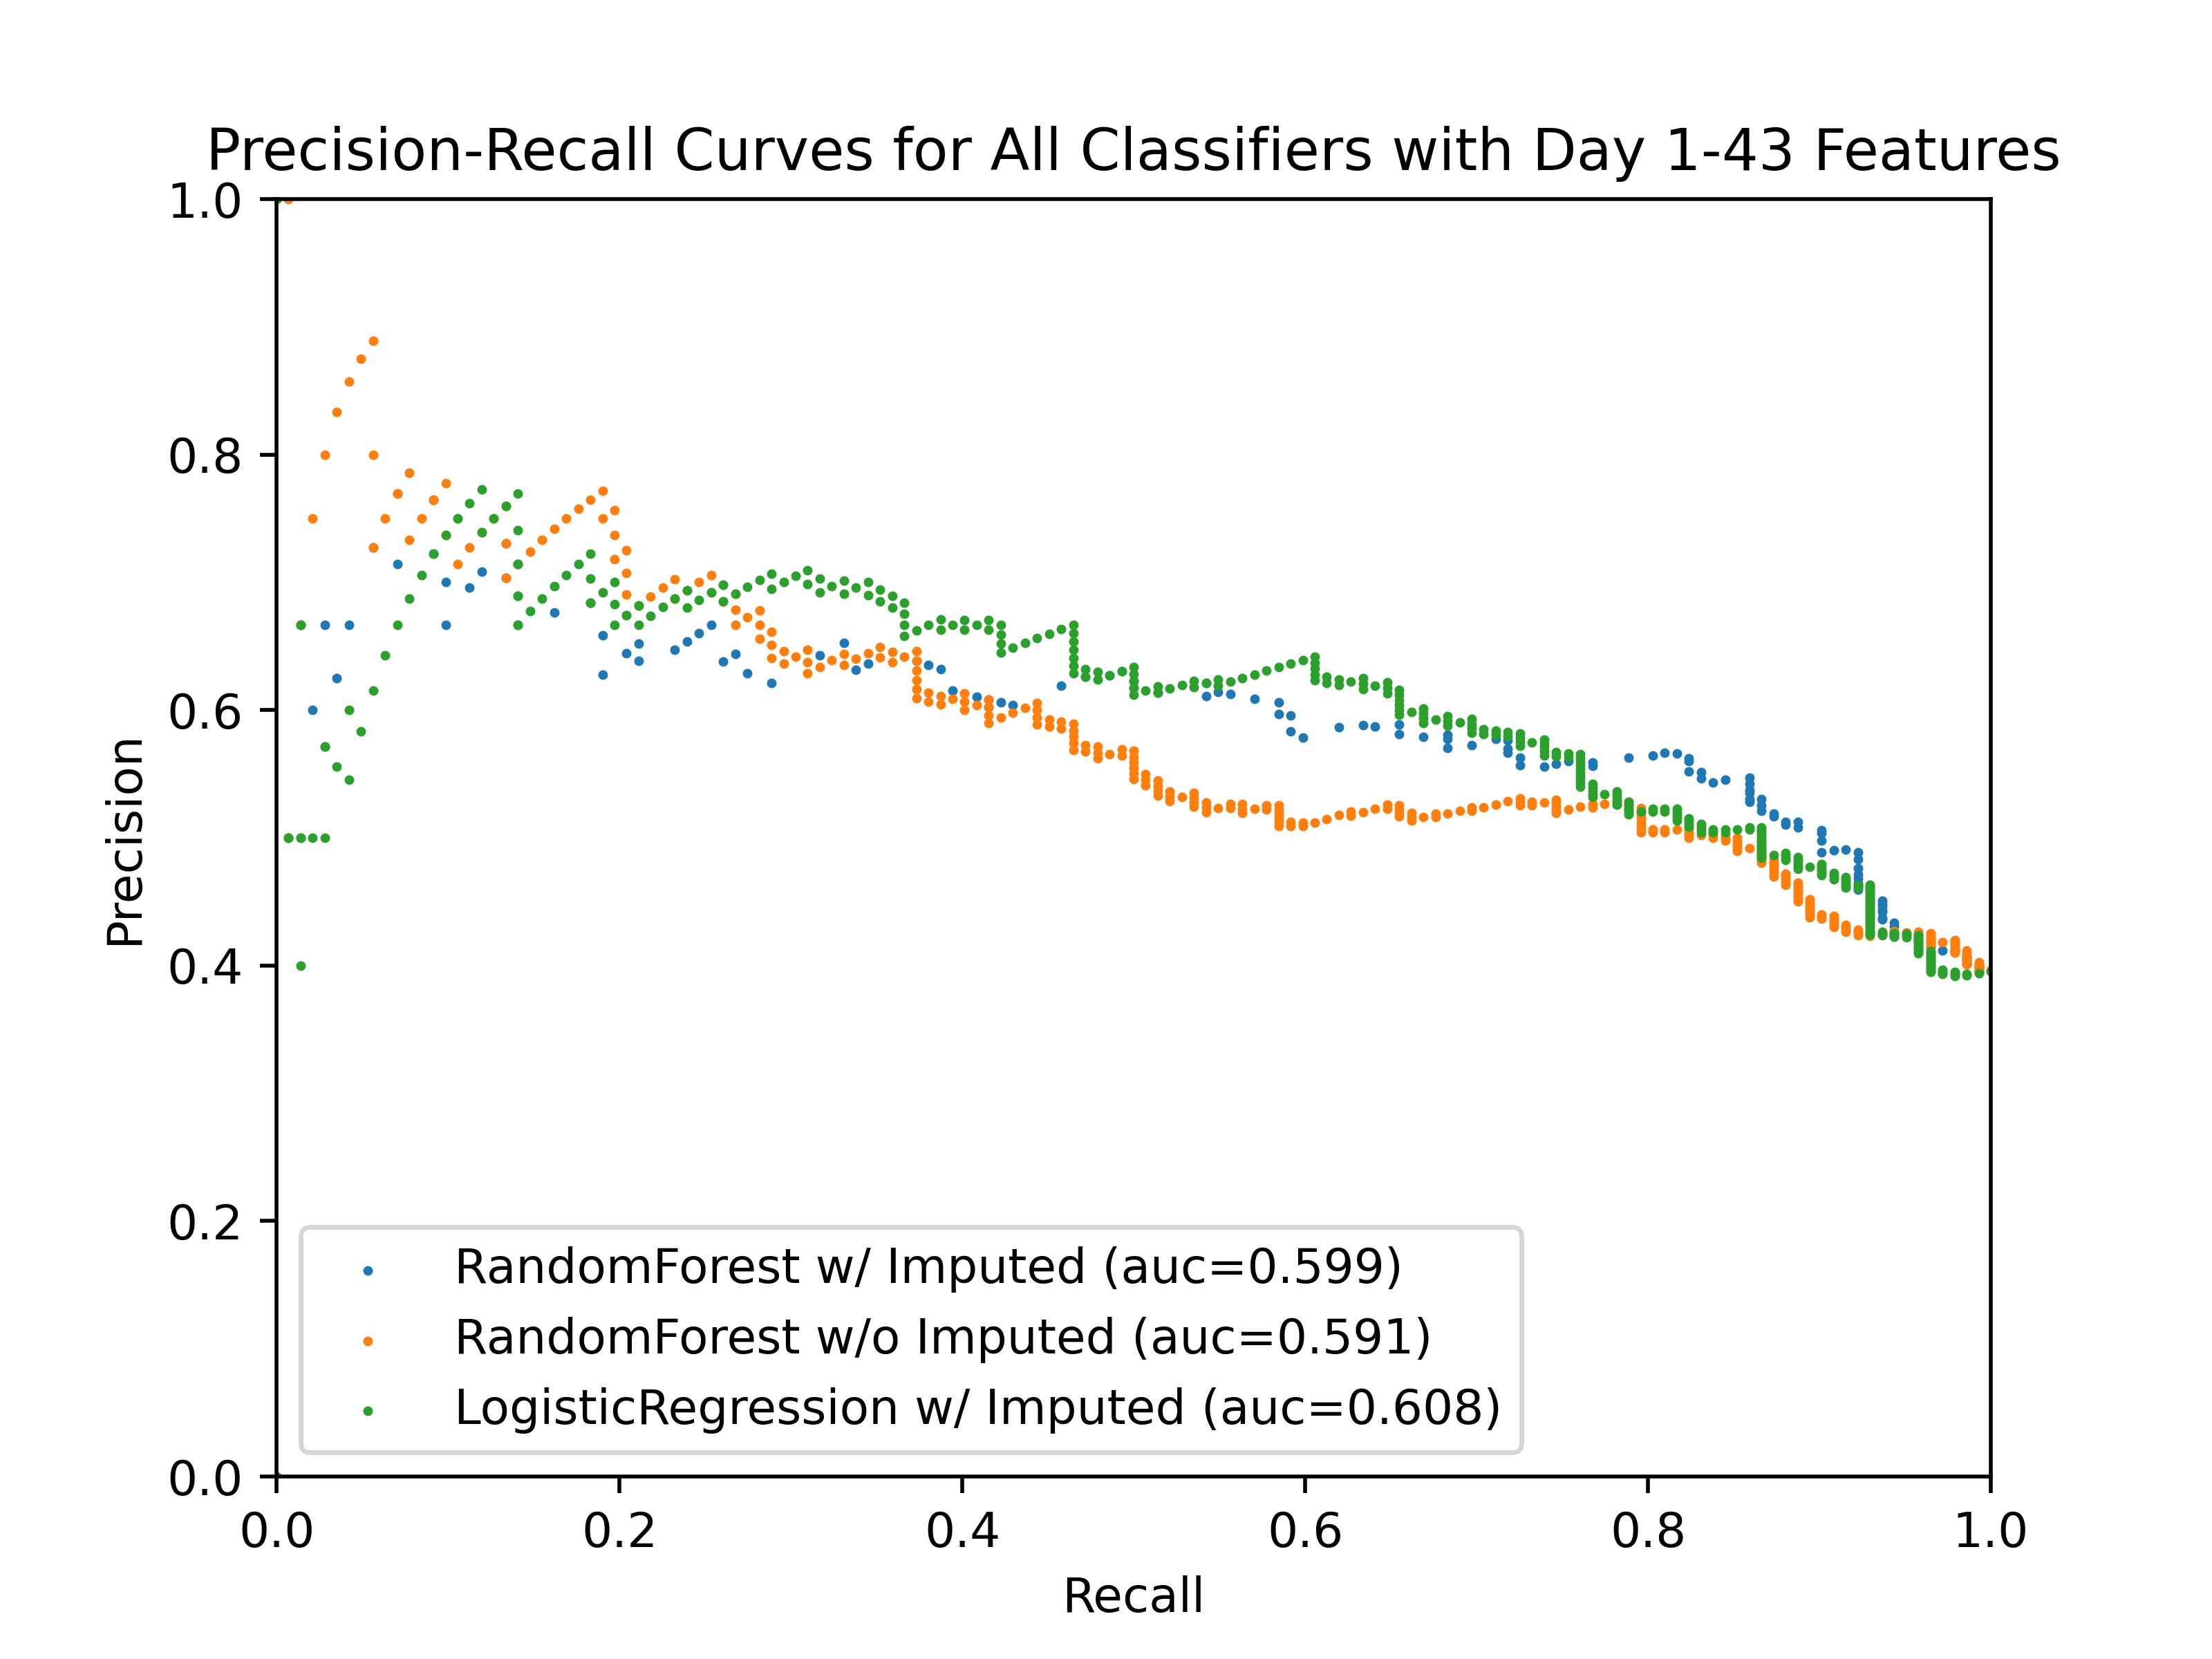 Precision-Recall Curves for All Classifiers with Day 1-43 Features
1.0
0.8
0.6
0.4
0.2
0.0
Precision
RandomForest w/ Imputed (auc=0.599)
RandomForest w/o Imputed (auc=0.591)
LogisticRegression w/ Imputed (auc=0.608)
0.0 0.2 0.4 0.6 0.8 1.0
Recall